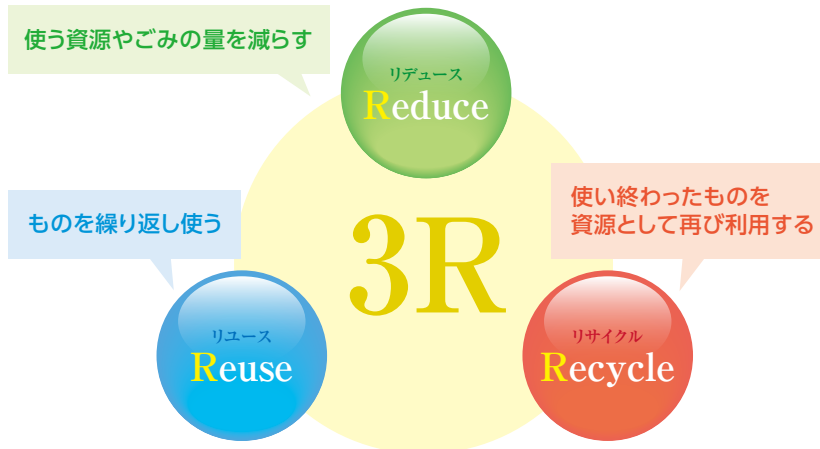 使う資源やごみの量を減らす
リデュース
Reduce
ものを繰り返し使う
使い終わったものを
資源として再び利用する
3R
リユース
Reuse
リサイクル
Recycle